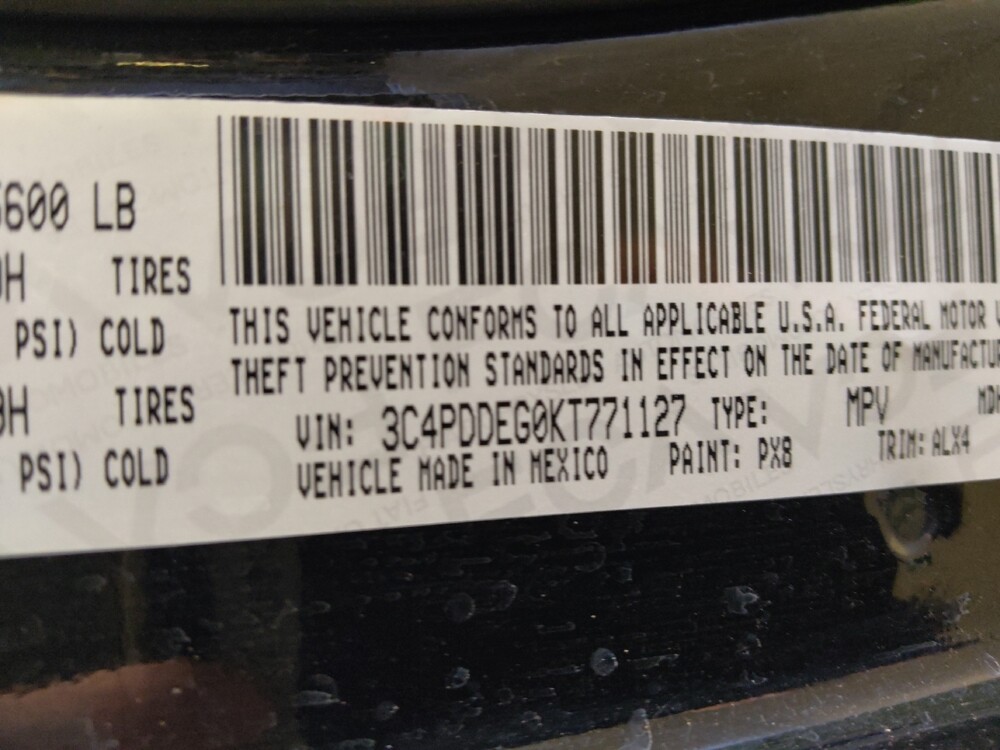 600 LB
H TIRES
PSI) COLD
H TIRES
PSI) COLD
THIS VEHICLE CONFORMS TO ALL APPLICABLE U.S.A. FEDERAL MOTOR
THEFT PREVENTION STANDARDS IN EFFECT ON THE DATE OF MANUFACTU
VIN: 3C4PDDEG0KT771127 TYPE: MPV
VEHICLE MADE IN MEXICO PAINT: PX8 TRIM: ALX4